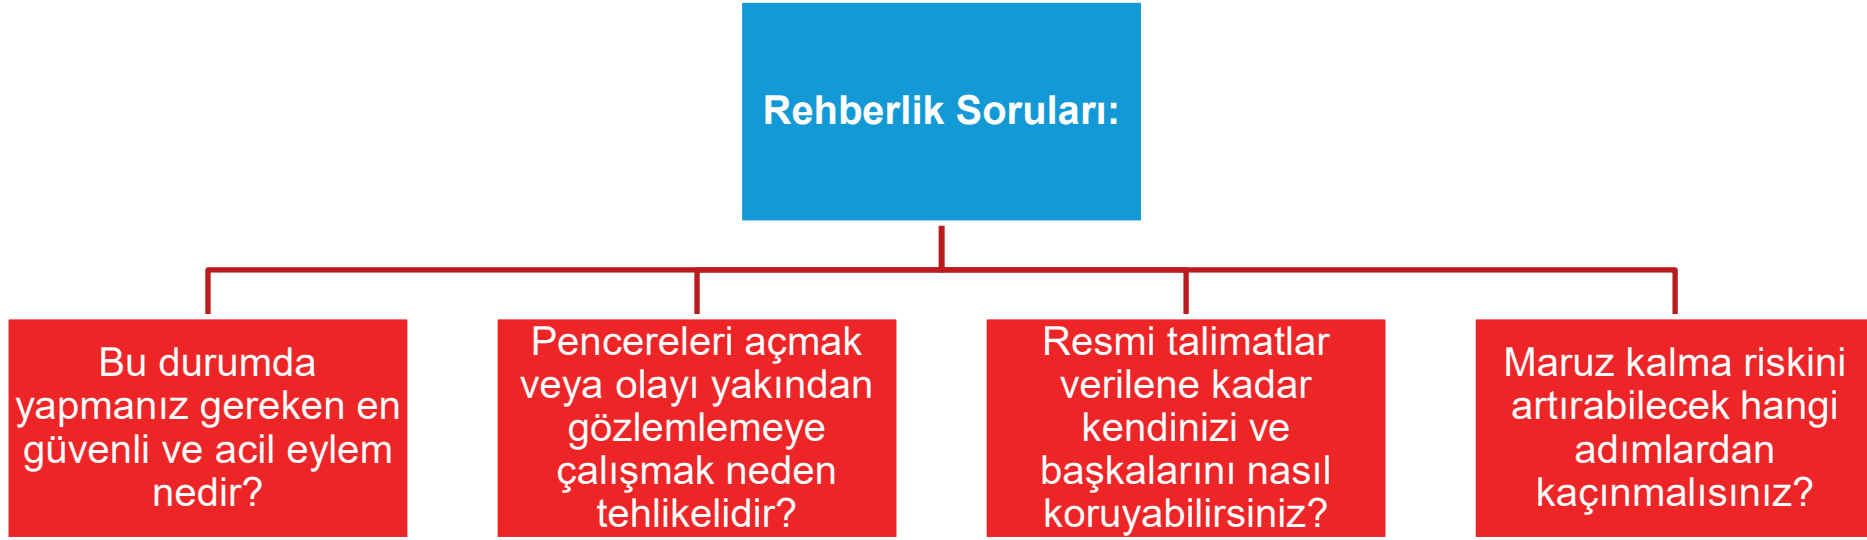 Rehberlik Soruları:
Bu durumda
yapmanız gereken en
güvenli ve acil eylem
nedir?
Pencereleri açmak
veya olayı yakından
gözlemlemeye
çalışmak neden
tehlikelidir?
Resmi talimatlar
verilene kadar
kendinizi ve
başkalarını nasıl
koruyabilirsiniz?
Maruz kalma riskini
artırabilecek hangi
adımlardan
kaçınmalısınız?